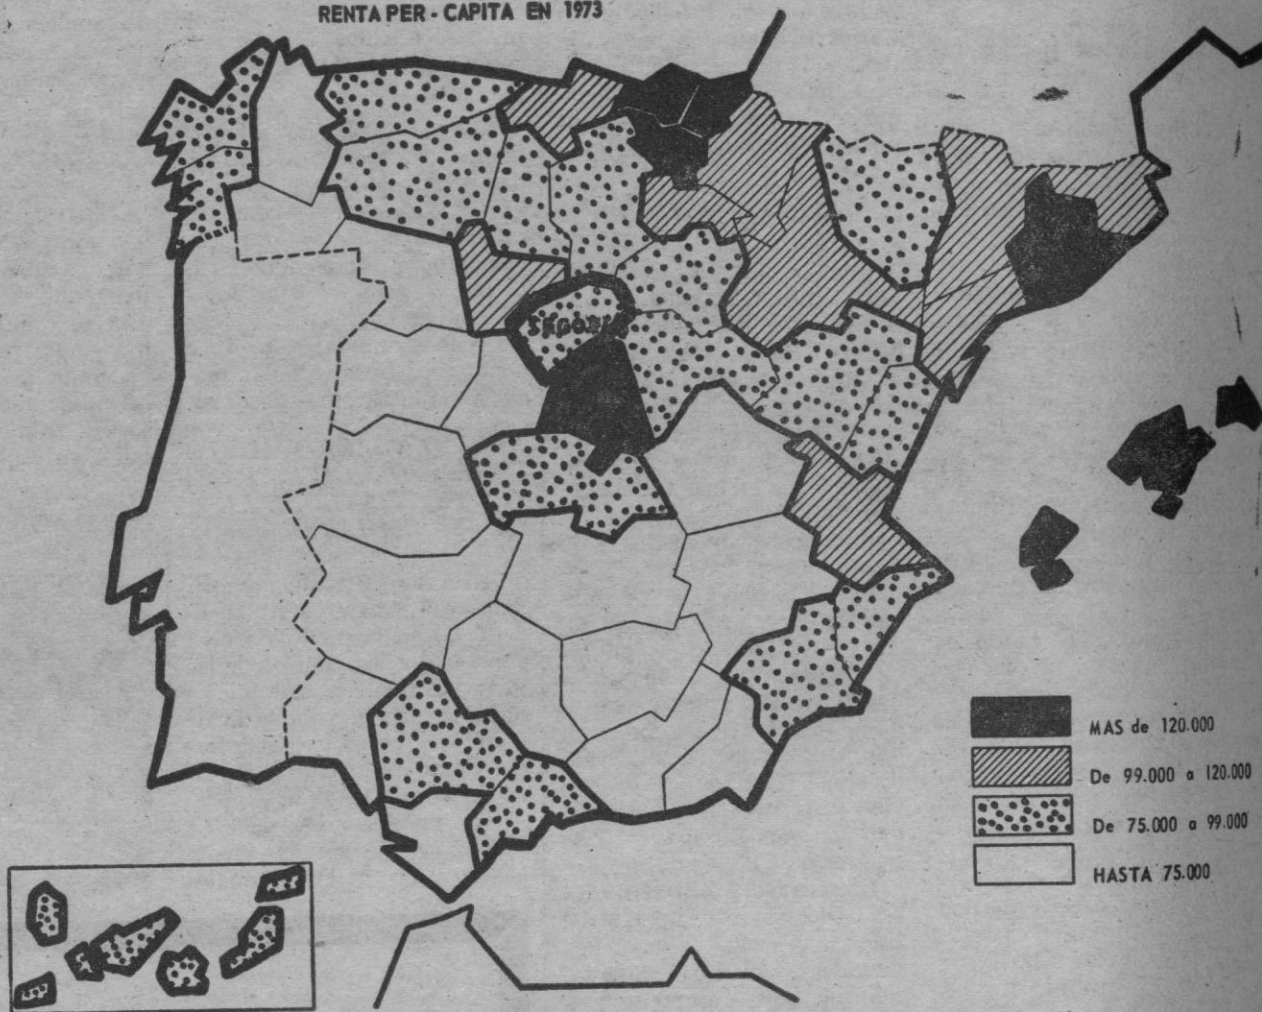 RENTA PER-CAPITA EN 1973
SEGOVIA
MAS de 120.000
De 99.000 a 120.000
De 75.000 a 99.000
HASTA 75.000